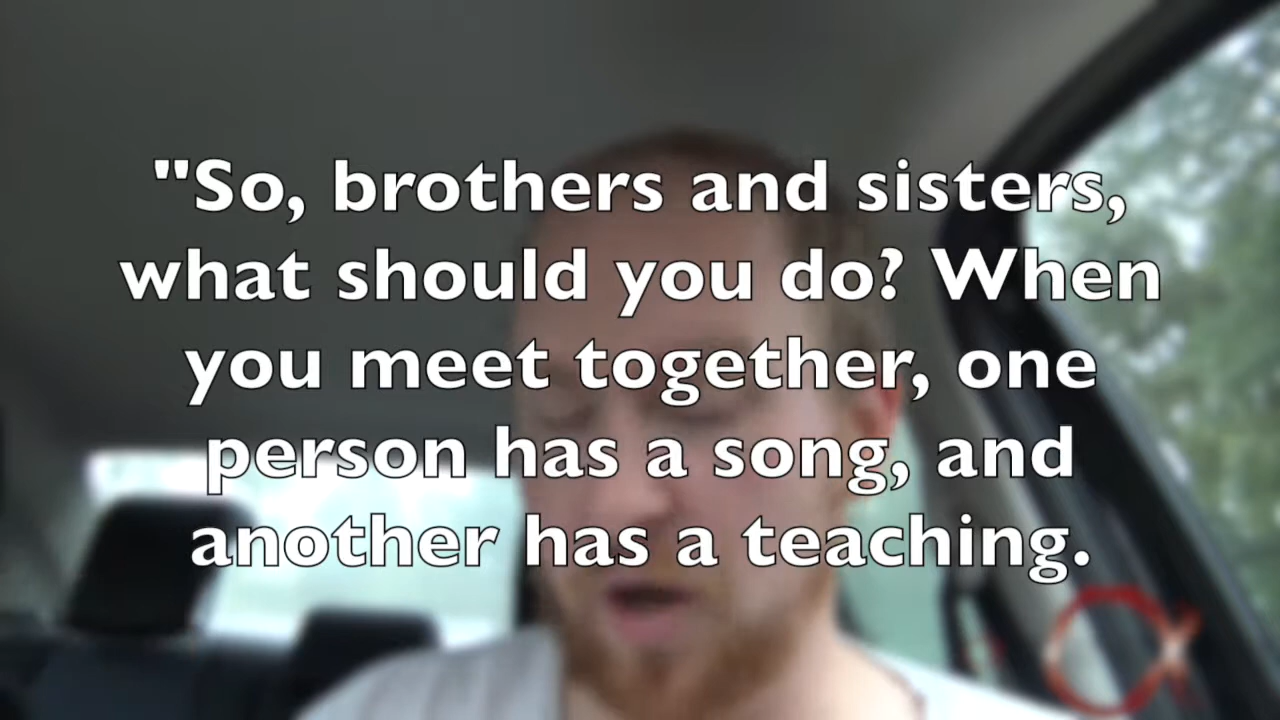 "So, brothers and sisters,
what should you do? When
you meet together, one
person has a song, and
another has a teaching.